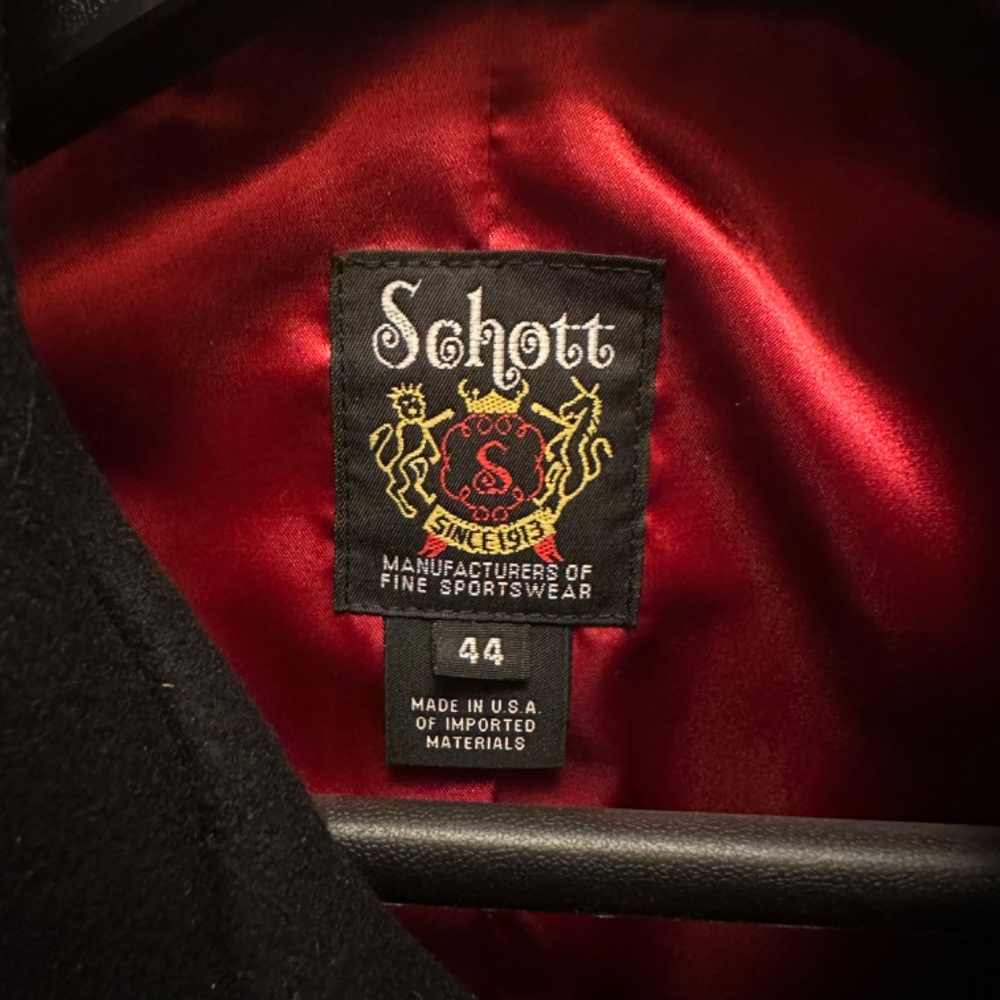 Schott
S
SINCE 1913
MANUFACTURERS OF
FINE SPORTSWEAR
44
MADE IN U.S.A.
OF IMPORTED
MATERIALS